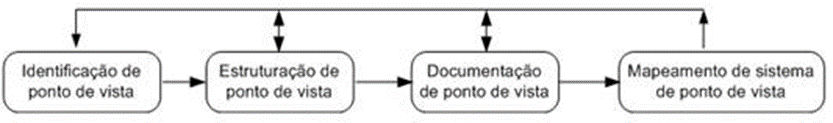 Identificação de
ponto de vista
Estruturação de
ponto de vista
Documentação
de ponto de vista
Mapeamento de sistema
de ponto de vista